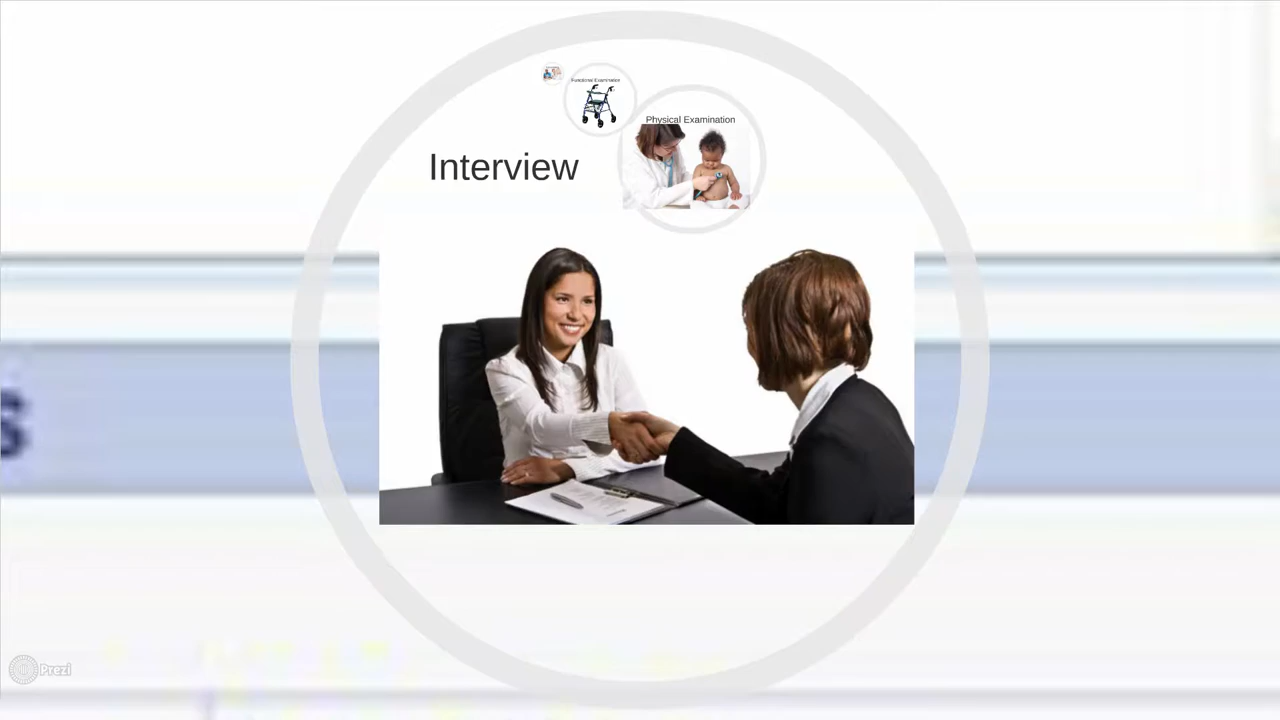 Functional Examination
Physical Examination
Interview
Prezi